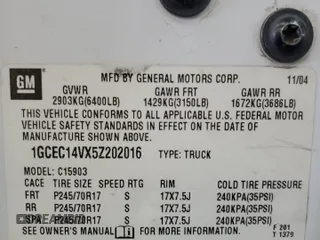 GM
MFD BY GENERAL MOTORS CORP. 11/04
GVWR GAWR FRT GAWR RR
2903KG(6400LB) 1429KG(3150LB) 1672KG(3686LB)
THIS VEHICLE CONFORMS TO ALL APPLICABLE U.S. FEDERAL MOTOR
VEHICLE SAFETY STANDARDS IN EFFECT ON THE DATE OF
MANUFACTURE SHOWN ABOVE.
1GCEC14VX5Z202016 TYPE: TRUCK
MODEL: C15903
CAE TIRE SIZE SPEED RTG RIM COLD TIRE PRESSURE
FRT P245/70R17 S 17X7.5J 240KPA(35PSI)
RR P245/70R17 S 17X7.5J 240KPA(35PSI)
SPA P245/70R17 S 17X7.5J 240KPA(35PSI)
SEE OWNER'S MANUAL FOR MORE INFORMATION.
F 201
T 1379